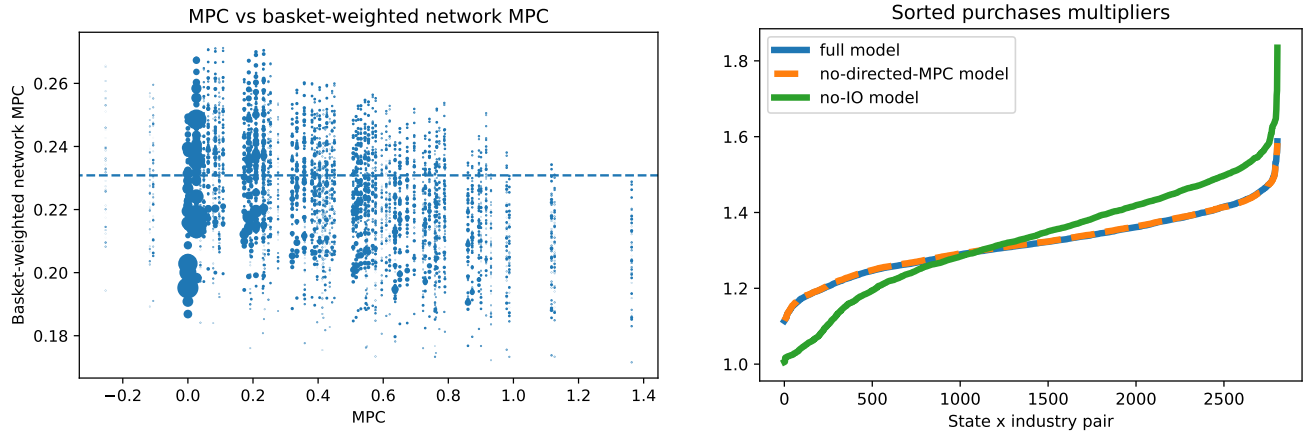 MPC vs basket-weighted network MPC
Basket-weighted network MPC
0.26
0.24
0.22
0.20
0.18
−0.2 0.0 0.2 0.4 0.6 0.8 1.0 1.2 1.4
MPC
Sorted purchases multipliers
full model
no-directed-MPC model
no-IO model
1.8
1.6
1.4
1.2
1.0
0 500 1000 1500 2000 2500
State x industry pair